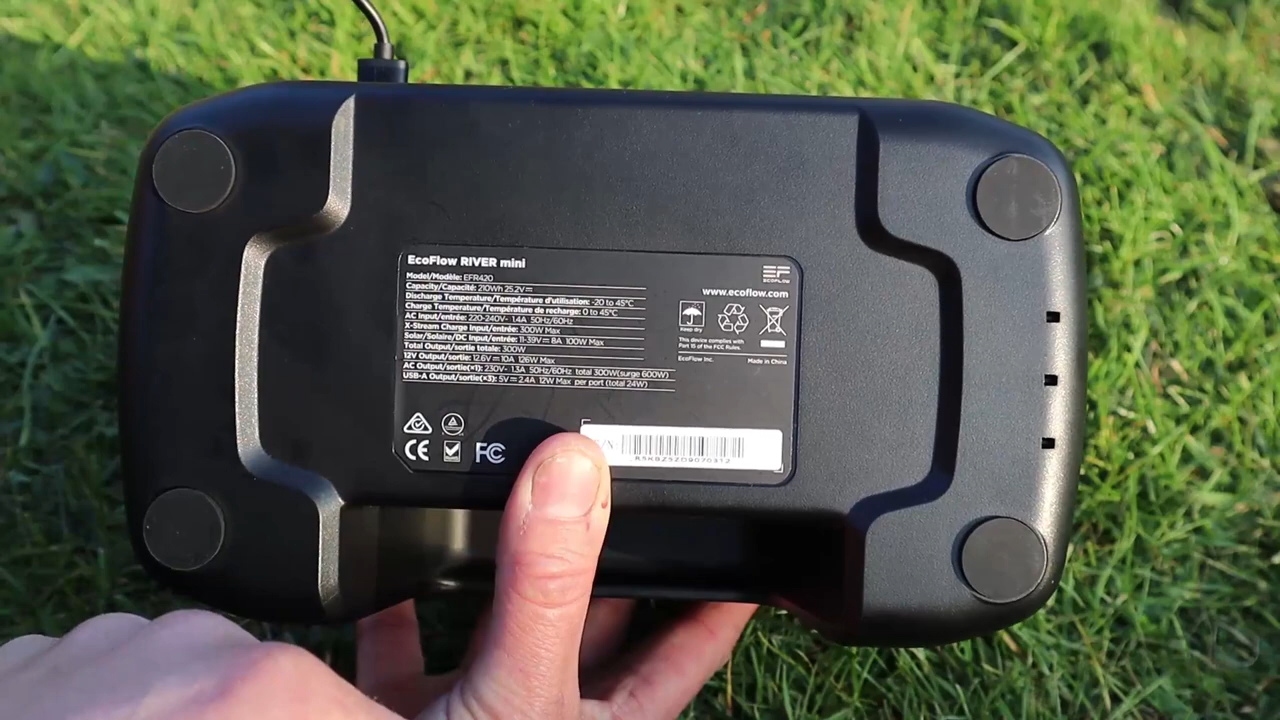 EcoFlow RIVER mini
Model/Modèle: EFR420
Capacity/Capacité: 210Wh 25.2V⎓
Discharge Temperature/Température d'utilisation: -20 to 45°C
Charge Temperature/Température de recharge: 0 to 45°C
AC Input/entrée: 220-240V~ 1.4A 50Hz/60Hz
X-Stream Charge Input/entrée: 300W Max
Solar/Solaire/DC Input/entrée: 11-39V⎓ 8A 100W Max
Total Output/sortie totale: 300W
12V Output/sortie: 12.6V⎓ 10A 126W Max
AC Output/sortie(×1): 230V~ 1.3A 50Hz/60Hz total 300W(surge 600W)
USB-A Output/sortie(×3): 5V⎓ 2.4A 12W Max per port (total 24W)
EF
ECOFLOW
www.ecoflow.com
Keep dry
This device complies with
Part 15 of the FCC Rules.
EcoFlow Inc. Made in China
CE FC
/N: